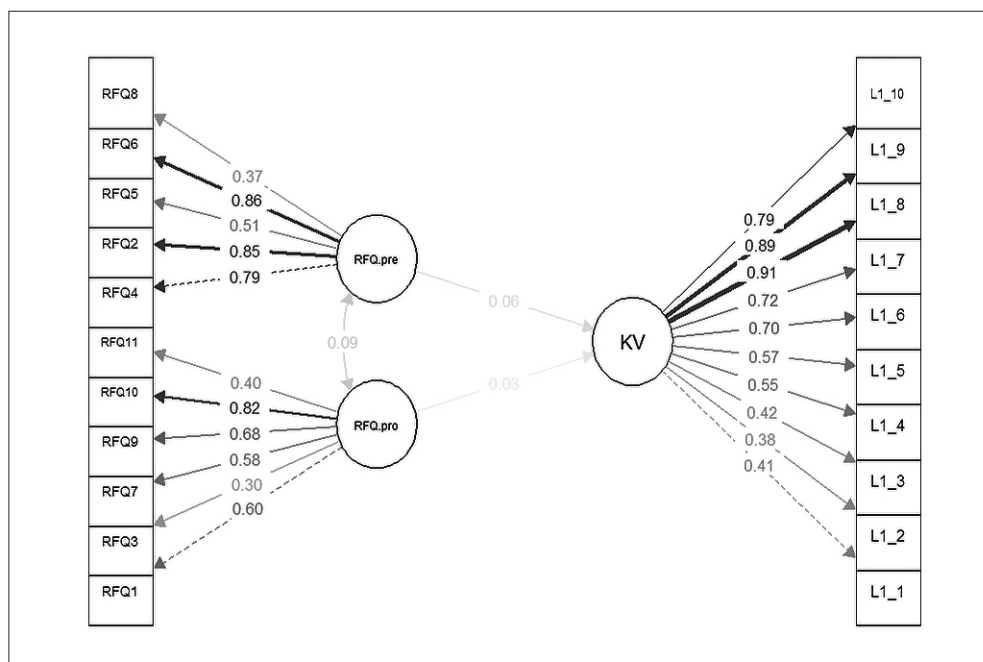 RFQ8
RFQ6
RFQ5
RFQ2
RFQ4
RFQ11
RFQ10
RFQ9
RFQ7
RFQ3
RFQ1
0.37
0.86
0.51
0.85
0.79
0.40
0.82
0.68
0.58
0.30
0.60
RFQ.pre
0.09
RFQ.pro
0.06
0.03
KV
0.79
0.89
0.91
0.72
0.70
0.57
0.55
0.42
0.38
0.41
L1_10
L1_9
L1_8
L1_7
L1_6
L1_5
L1_4
L1_3
L1_2
L1_1